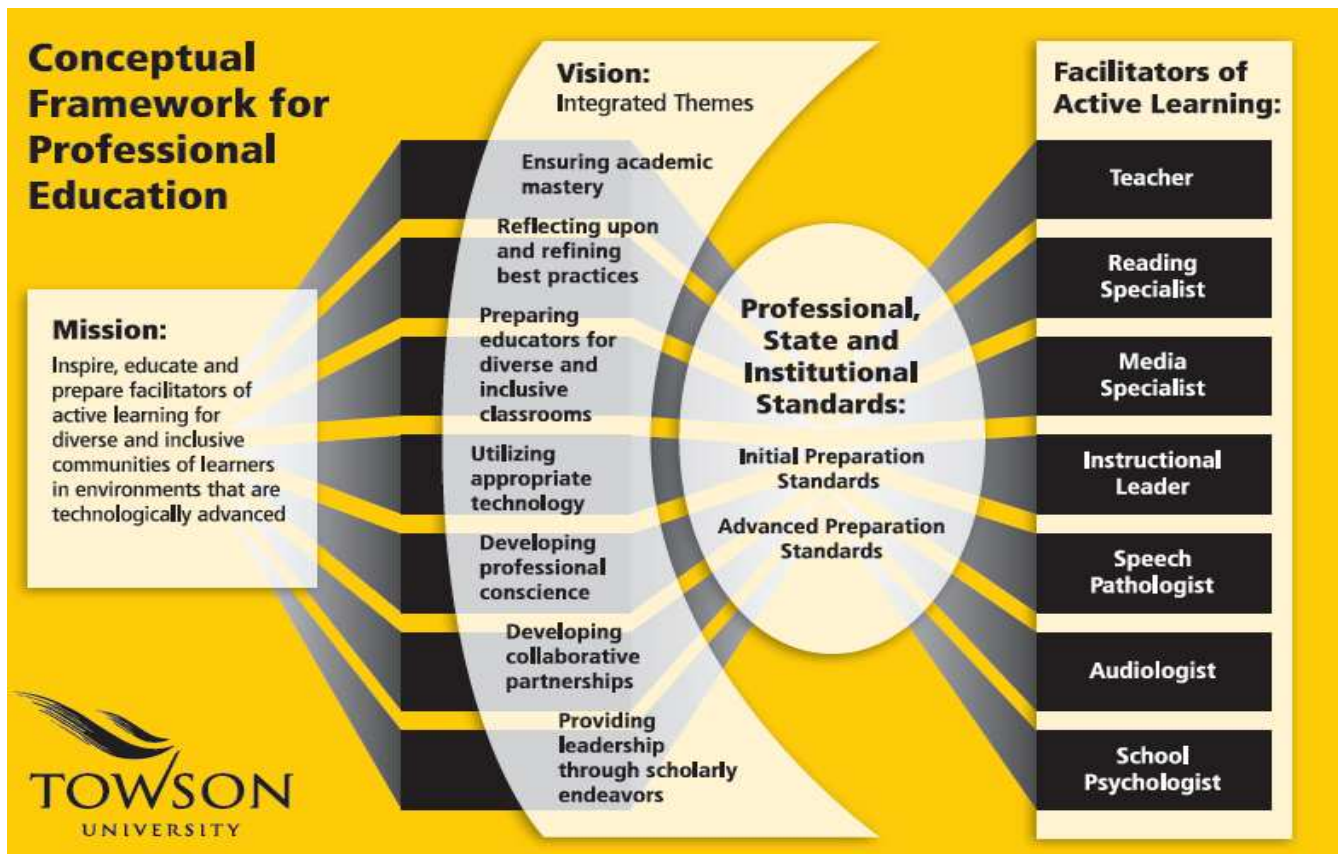 Conceptual
Framework for
Professional
Education
Mission:
Inspire, educate and
prepare facilitators of
active learning for
diverse and inclusive
communities of learners
in environments that are
technologically advanced
Vision:
Integrated Themes
Ensuring academic
mastery
Reflecting upon
and refining
best practices
Preparing
educators for
diverse and
inclusive
classrooms
Utilizing
appropriate
technology
Developing
professional
conscience
Developing
collaborative
partnerships
Providing
leadership
through scholarly
endeavors
Professional,
State and
Institutional
Standards:
Initial Preparation
Standards
Advanced Preparation
Standards
Facilitators of
Active Learning:
Teacher
Reading
Specialist
Media
Specialist
Instructional
Leader
Speech
Pathologist
Audiologist
School
Psychologist
TOWSON
UNIVERSITY